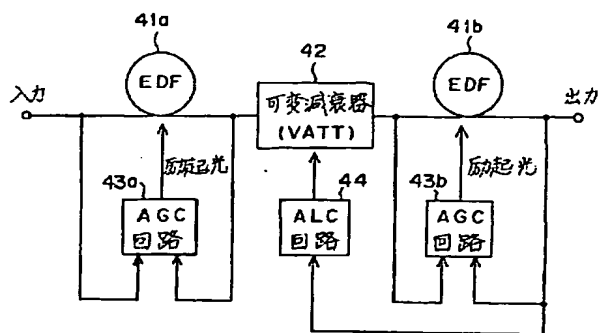 41a
41b
EDF
42
EDF
入力
可変減衰器
(VATT)
出力
励起光
励起光
43a
44
43b
AGC
回路
ALC
回路
AGC
回路